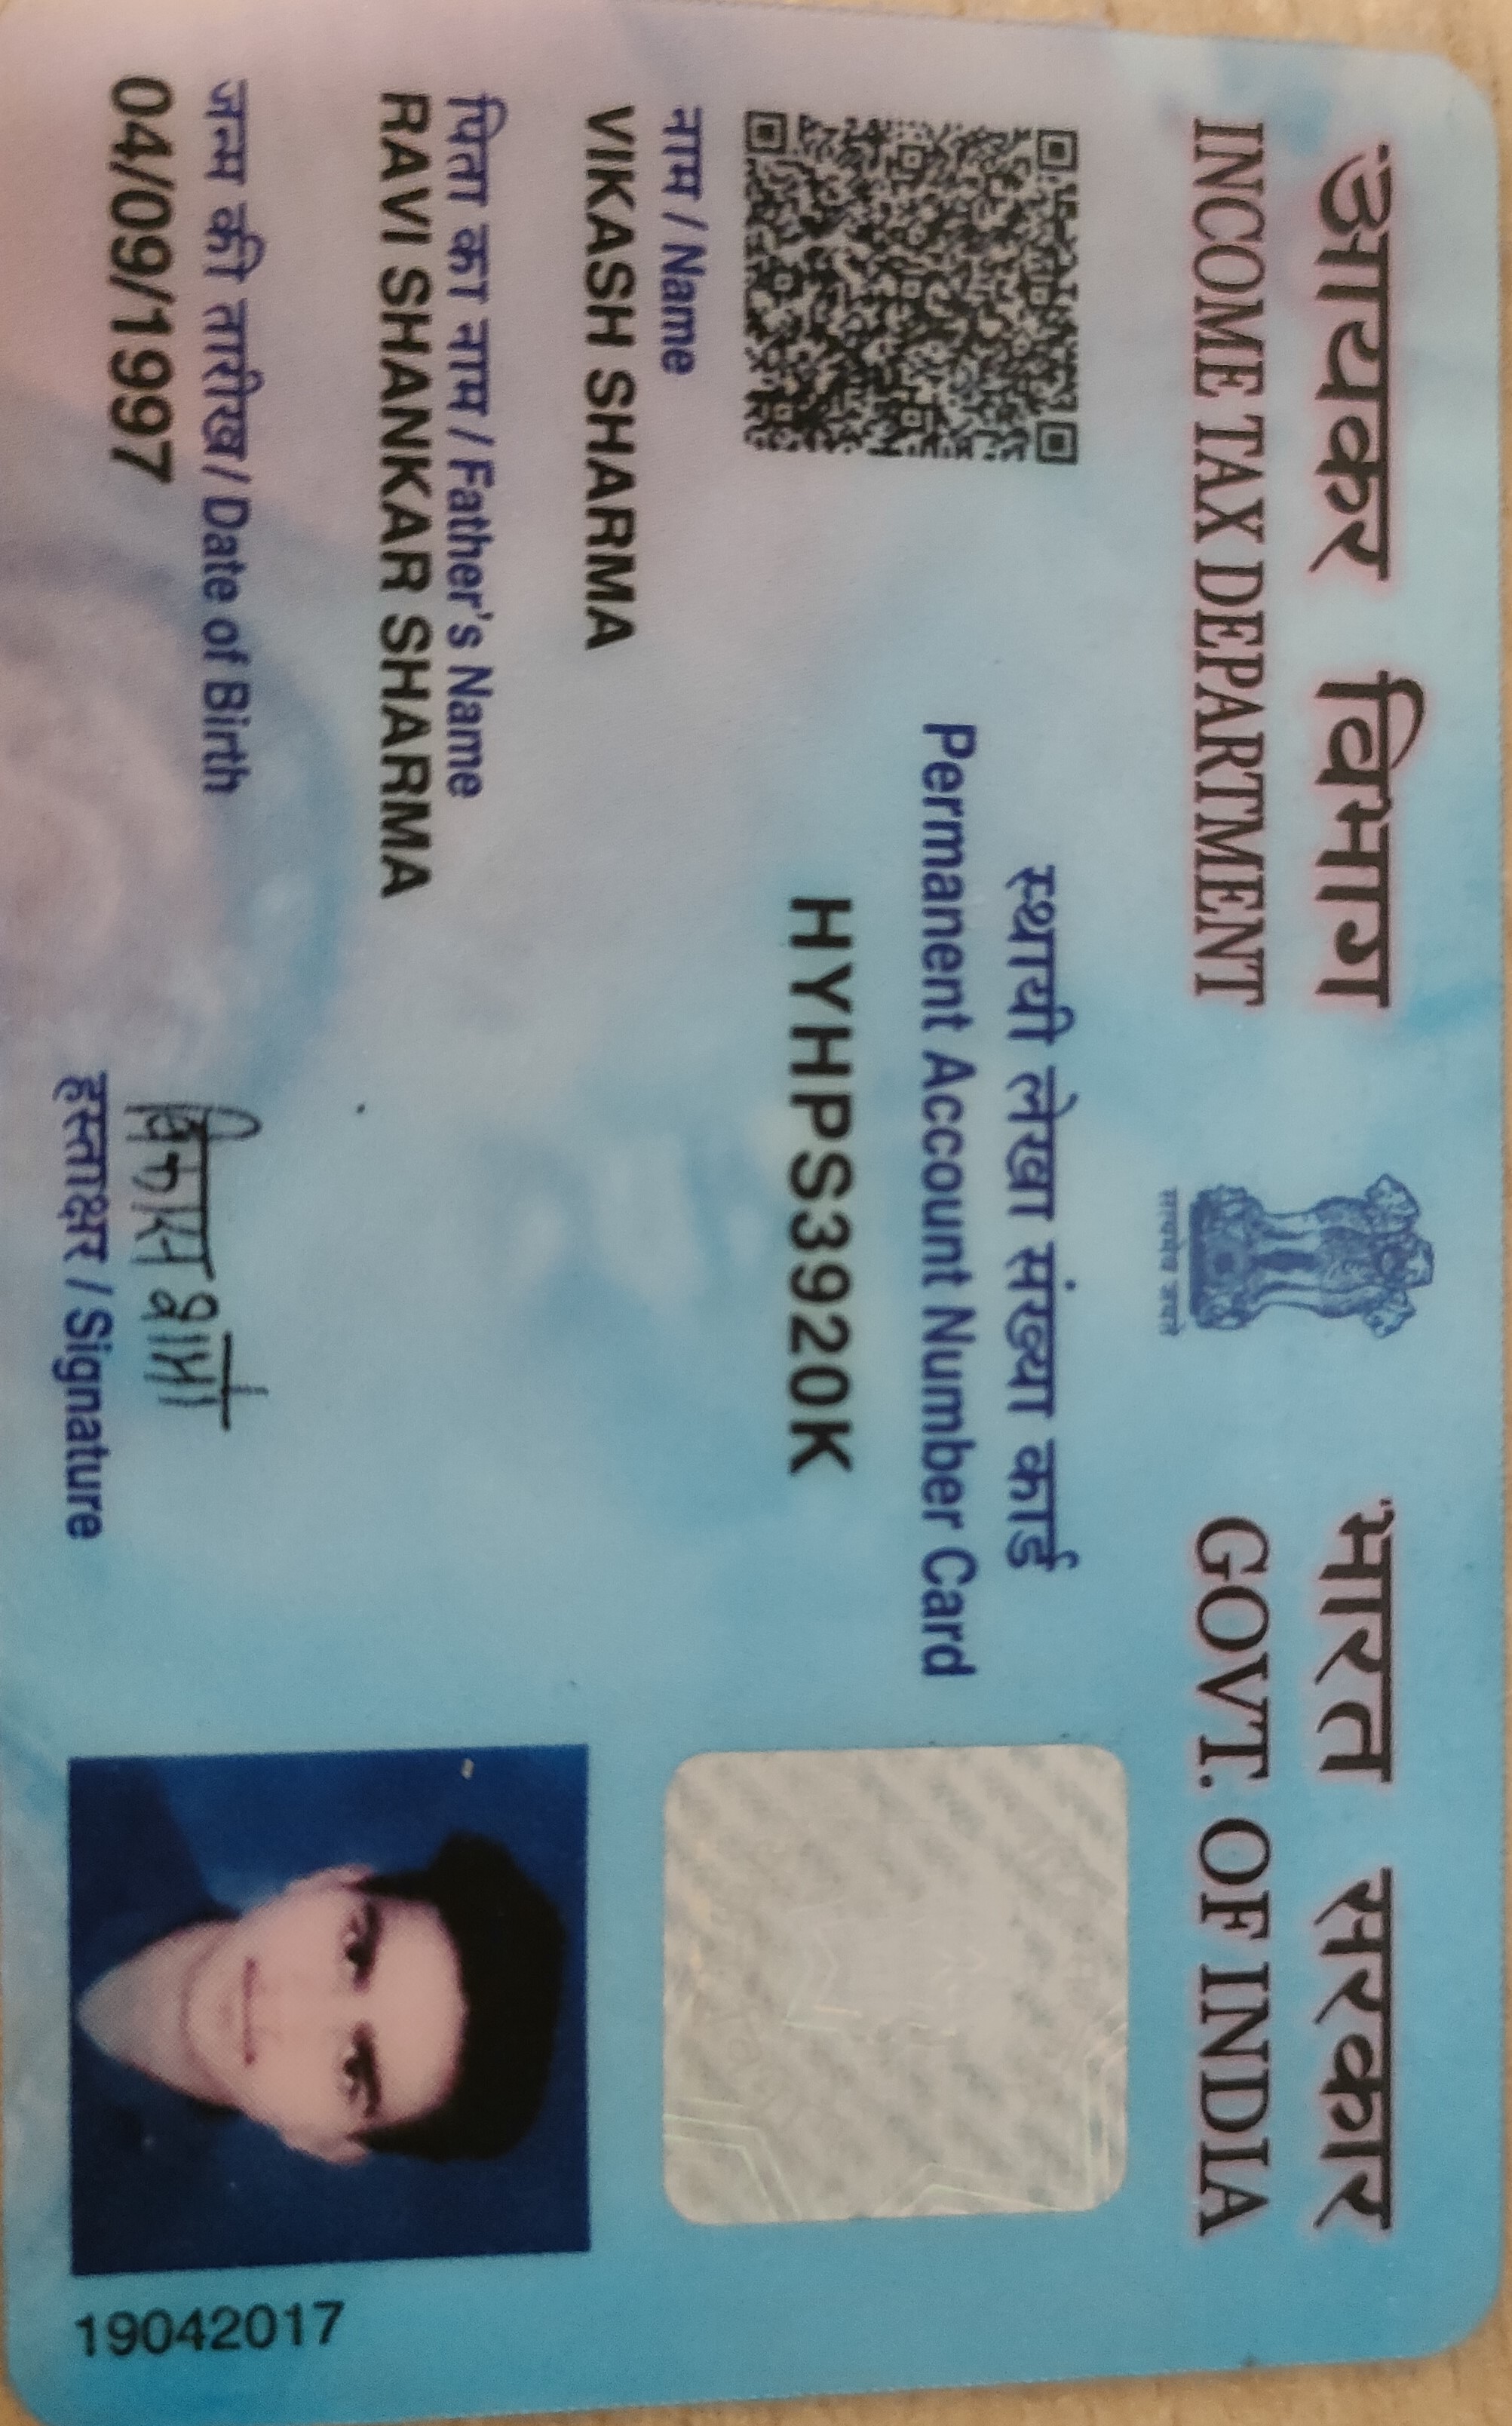 आयकर विभाग
INCOME TAX DEPARTMENT
सत्यमेव जयते
भारत सरकार
GOVT. OF INDIA
स्थायी लेखा संख्या कार्ड
Permanent Account Number Card
HYHPS3920K
नाम / Name
VIKASH SHARMA
पिता का नाम / Father's Name
RAVI SHANKAR SHARMA
जन्म की तारीख / Date of Birth
04/09/1997
विकास शर्मा
हस्ताक्षर / Signature
19042017